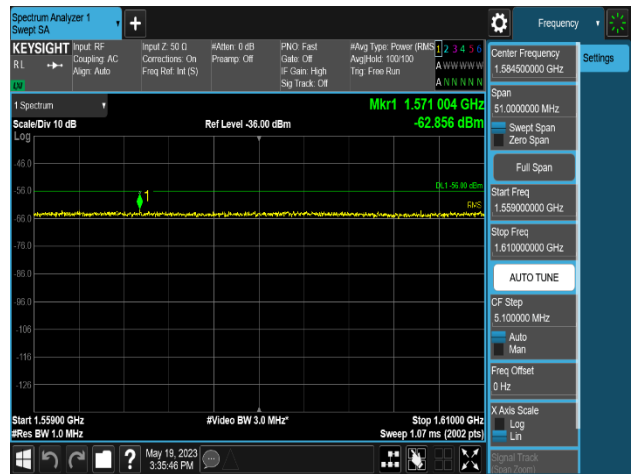 Spectrum Analyzer 1
Swept SA
+
Frequency
KEYSIGHT
RL
Input: RF
Coupling: AC
Align: Auto
Input Z: 50 Ω
Corrections: On
Freq Ref: Int (S)
#Atten: 0 dB
Preamp: Off
PNO: Fast
Gate: Off
IF Gain: High
Sig Track: Off
#Avg Type: Power (RMS
Avg|Hold: 100/100
Trig: Free Run
1 2 3 4 5 6
A W W W W W
A N N N N N
1 Spectrum
Scale/Div 10 dB
Log
Ref Level -36.00 dBm
Mkr1 1.571 004 GHz
-62.856 dBm
-46.0
-56.0
DL1 -56.00 dBm
1
RMS
-66.0
-76.0
-86.0
-96.0
-106
-116
-126
Start 1.55900 GHz
#Res BW 1.0 MHz
#Video BW 3.0 MHz*
Stop 1.61000 GHz
Sweep 1.07 ms (2002 pts)
?
May 19, 2023
3:35:46 PM
Center Frequency
1.584500000 GHz
Settings
Span
51.0000000 MHz
Swept Span
Zero Span
Full Span
Start Freq
1.559000000 GHz
Stop Freq
1.610000000 GHz
AUTO TUNE
CF Step
5.100000 MHz
Auto
Man
Freq Offset
0 Hz
X Axis Scale
Log
Lin
Signal Track
(Span Zoom)